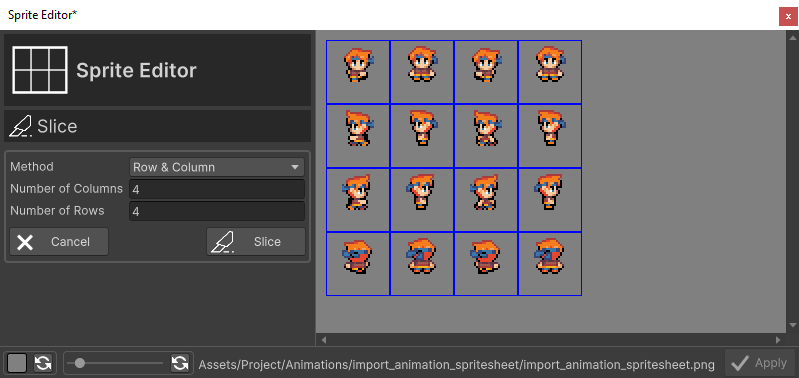 Sprite Editor*
x
Sprite Editor
Slice
Method Row & Column
Number of Columns 4
Number of Rows 4
Cancel Slice
Assets/Project/Animations/import_animation_spritesheet/import_animation_spritesheet.png Apply